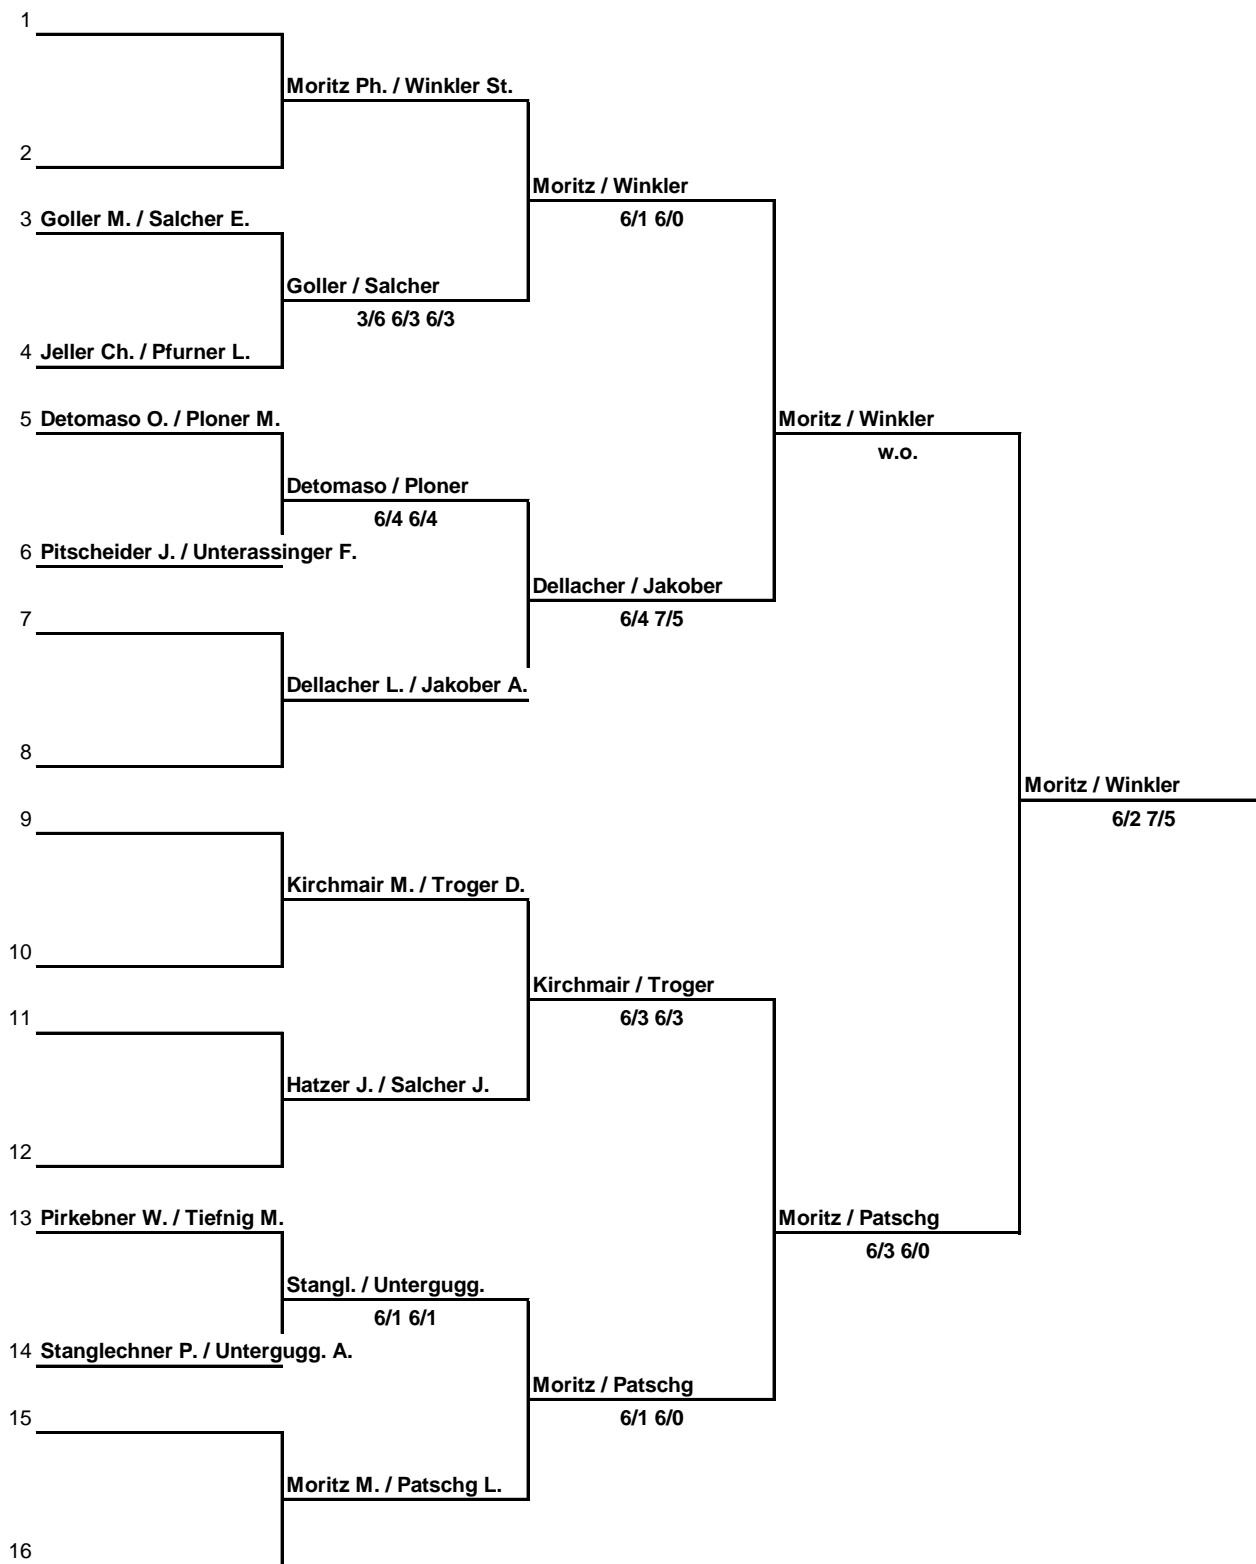 1
Moritz Ph. / Winkler St.
2
Moritz / Winkler
3 Goller M. / Salcher E.
6/1 6/0
Goller / Salcher
3/6 6/3 6/3
4 Jeller Ch. / Pfurner L.
5 Detomaso O. / Ploner M.
Moritz / Winkler
w.o.
Detomaso / Ploner
6/4 6/4
6 Pitscheider J. / Unterassinger F.
Dellacher / Jakober
7
6/4 7/5
Dellacher L. / Jakober A.
8
Moritz / Winkler
9
6/2 7/5
Kirchmair M. / Troger D.
10
Kirchmair / Troger
11
6/3 6/3
Hatzer J. / Salcher J.
12
13 Pirkebner W. / Tiefnig M.
Moritz / Patschg
6/3 6/0
Stangl. / Untergugg.
6/1 6/1
14 Stanglechner P. / Untergugg. A.
Moritz / Patschg
15
6/1 6/0
Moritz M. / Patschg L.
16